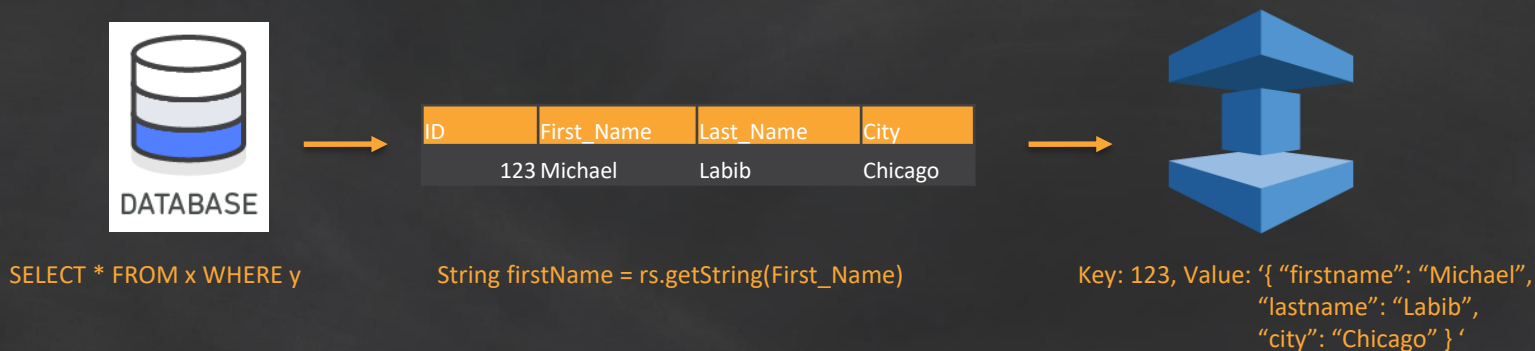 DATABASE
ID First_Name Last_Name City
123 Michael Labib Chicago
SELECT * FROM x WHERE y
String firstName = rs.getString(First_Name)
Key: 123, Value: ‘{ “firstname”: “Michael”,
“lastname”: “Labib”,
“city”: “Chicago” } ‘